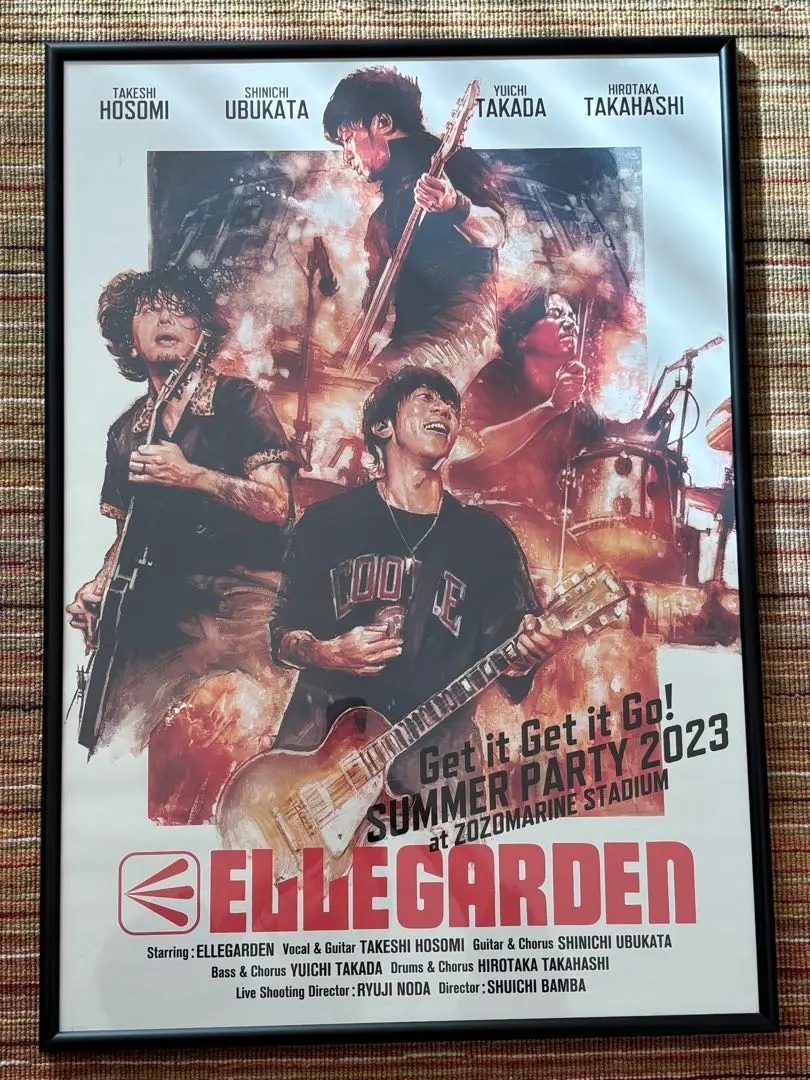 TAKESHI
HOSOMI
SHINICHI
UBUKATA
YUICHI
TAKADA
HIROTAKA
TAKAHASHI
Get it Get it Go!
SUMMER PARTY 2023
at ZOZOMARINE STADIUM
ELLEGARDEN
Starring : ELLEGARDEN Vocal & Guitar TAKESHI HOSOMI Guitar & Chorus SHINICHI UBUKATA
Bass & Chorus YUICHI TAKADA Drums & Chorus HIROTAKA TAKAHASHI
Live Shooting Director : RYUJI NODA Director : SHUICHI BAMBA